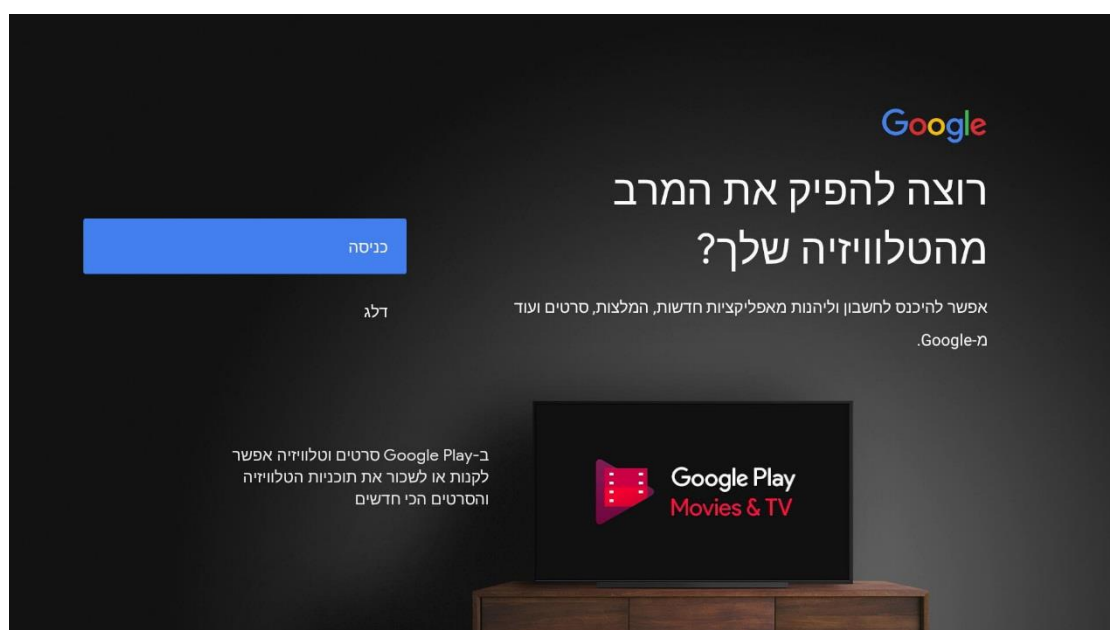 Google
רוצה להפיק את המרב
מהטלוויזיה שלך?
אפשר להיכנס לחשבון וליהנות מאפליקציות חדשות, המלצות, סרטים ועוד
מ-Google.
כניסה
דלג
Google Play
Movies & TV
ב-Google Play סרטים וטלוויזיה אפשר
לקנות או לשכור את תוכניות הטלוויזיה
והסרטים הכי חדשים